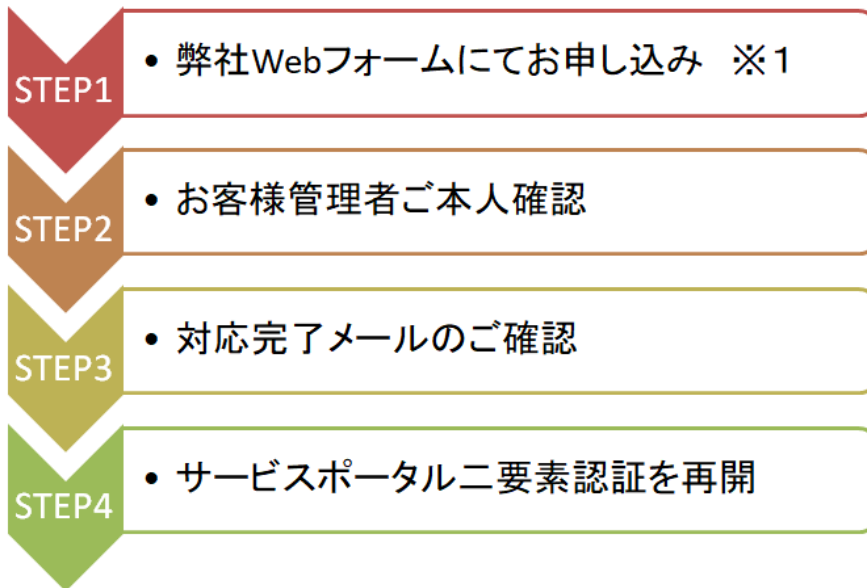 STEP1
• 弊社Webフォームにてお申し込み　※１
STEP2
• お客様管理者ご本人確認
STEP3
• 対応完了メールのご確認
STEP4
• サービスポータル二要素認証を再開